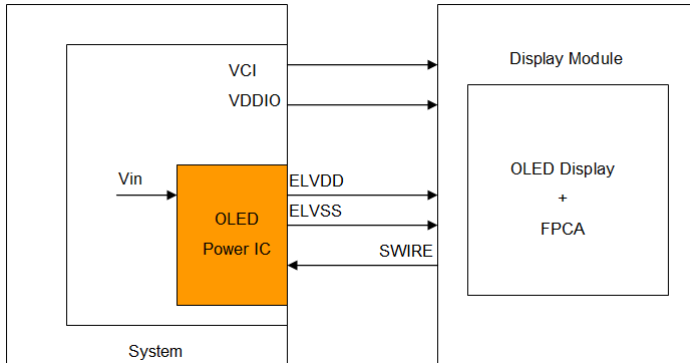 VCI
VDDIO
Vin
OLED
Power IC
System
ELVDD
ELVSS
SWIRE
Display Module
OLED Display
+
FPCA